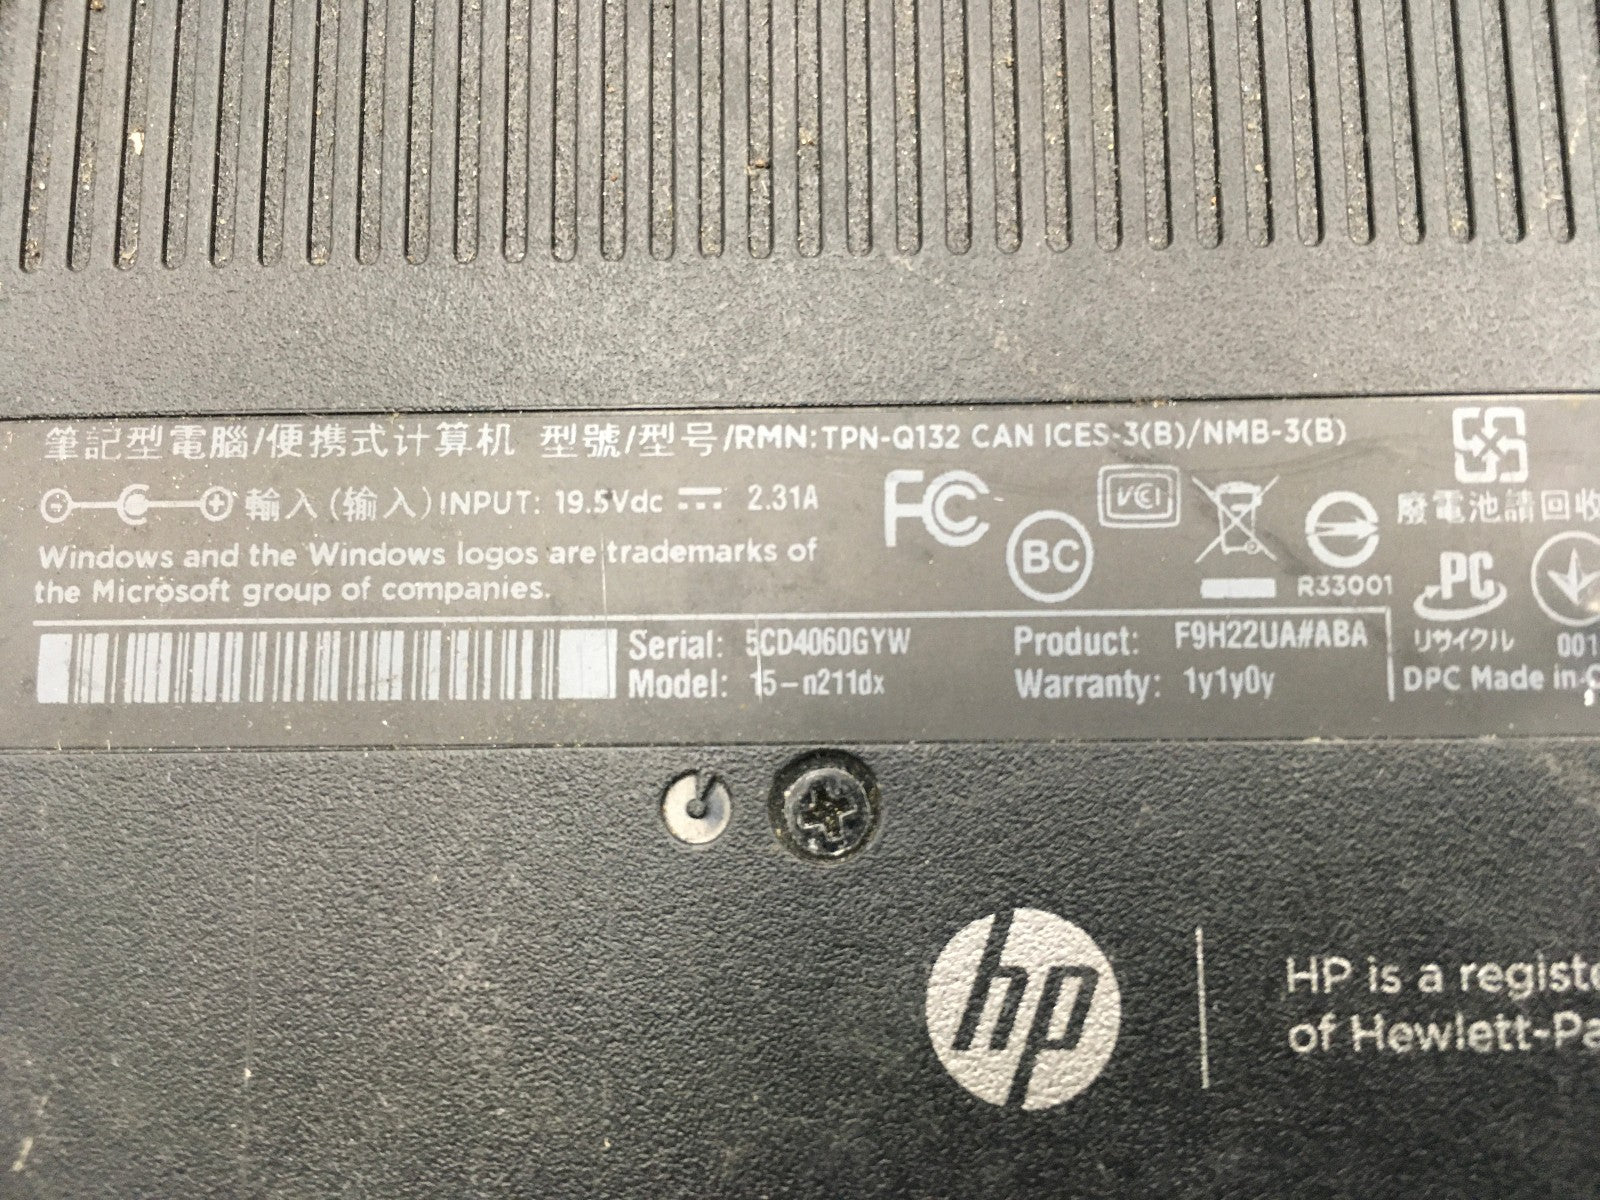 筆記型電腦/便携式计算机 型號/型号/RMN:TPN-Q132 CAN ICES-3(B)/NMB-3(B)
輸入(输入)INPUT: 19.5Vdc ⎓ 2.31A
FC
BC
VCI
R33001
廢電池請回收
Windows and the Windows logos are trademarks of
the Microsoft group of companies.
PC
リサイクル
001
Serial: 5CD4060GYW
Product: F9H22UA#ABA
Model: 15-n211dx
Warranty: 1y1y0y
DPC Made in
hp
HP is a
of Hewlett-